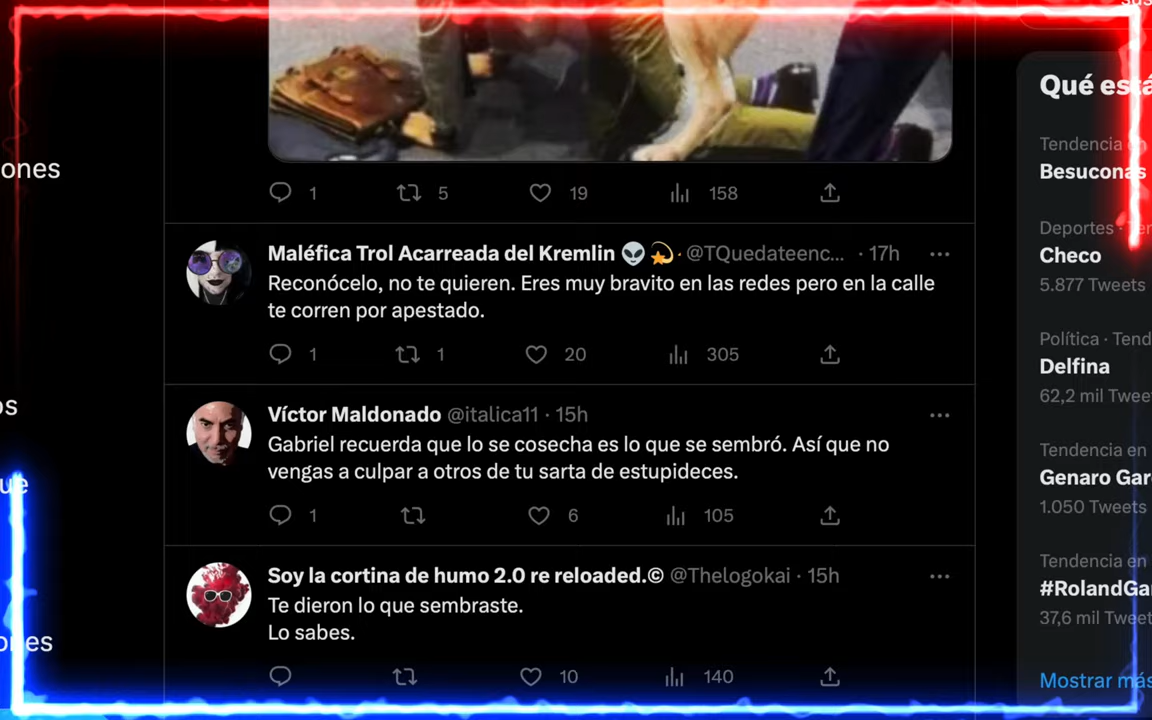 ones
os
ones
1 5 19 158
Maléfica Trol Acarreada del Kremlin 👽 💫· @TQuedateenc... · 17h
Reconócelo, no te quieren. Eres muy bravito en las redes pero en la calle
te corren por apestado.
1 1 20 305
Víctor Maldonado @italica11 · 15h
Gabriel recuerda que lo se cosecha es lo que se sembró. Así que no
vengas a culpar a otros de tu sarta de estupideces.
1 6 105
Soy la cortina de humo 2.0 re reloaded.© @Thelogokai · 15h
Te dieron lo que sembraste.
Lo sabes.
10 140
Qué está
Tendencia en
Besuconas
Deportes · Ten
Checo
5.877 Tweets
Política · Tend
Delfina
62,2 mil Twee
Tendencia en
Genaro Gar
1.050 Tweets
Tendencia en
#RolandGa
37,6 mil Tweet
Mostrar más